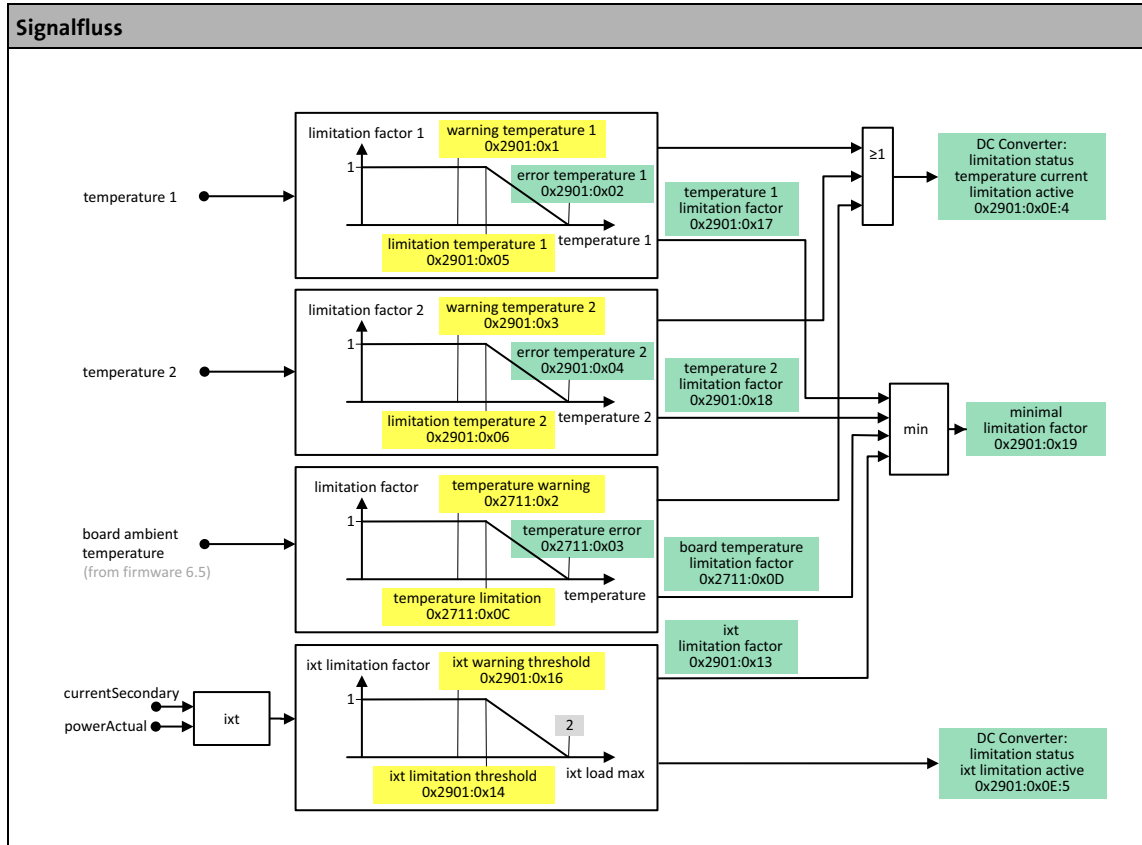 Signalfluss
limitation factor 1
warning temperature 1
0x2901:0x1
1
error temperature 1
0x2901:0x02
temperature 1
limitation temperature 1
0x2901:0x05
temperature 1
temperature 1
limitation factor
0x2901:0x17
≥1
DC Converter:
limitation status
temperature current
limitation active
0x2901:0x0E:4
limitation factor 2
warning temperature 2
0x2901:0x3
1
error temperature 2
0x2901:0x04
temperature 2
limitation temperature 2
0x2901:0x06
temperature 2
temperature 2
limitation factor
0x2901:0x18
min
minimal
limitation factor
0x2901:0x19
limitation factor
temperature warning
0x2711:0x2
1
temperature error
0x2711:0x03
board ambient
temperature
(from firmware 6.5)
temperature limitation
0x2711:0x0C
temperature
board temperature
limitation factor
0x2711:0x0D
ixt
limitation factor
0x2901:0x13
ixt limitation factor
ixt warning threshold
0x2901:0x16
1
2
currentSecondary
powerActual
ixt
ixt limitation threshold
0x2901:0x14
ixt load max
DC Converter:
limitation status
ixt limitation active
0x2901:0x0E:5